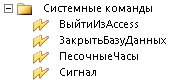 Системные команды
ВыйтиИзAccess
ЗакрытьБазуДанных
ПесочныеЧасы
Сигнал